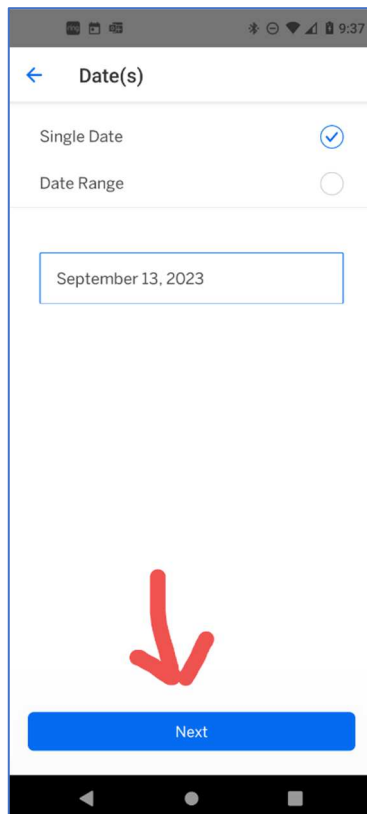 9:37
Date(s)
Single Date
Date Range
September 13, 2023
Next